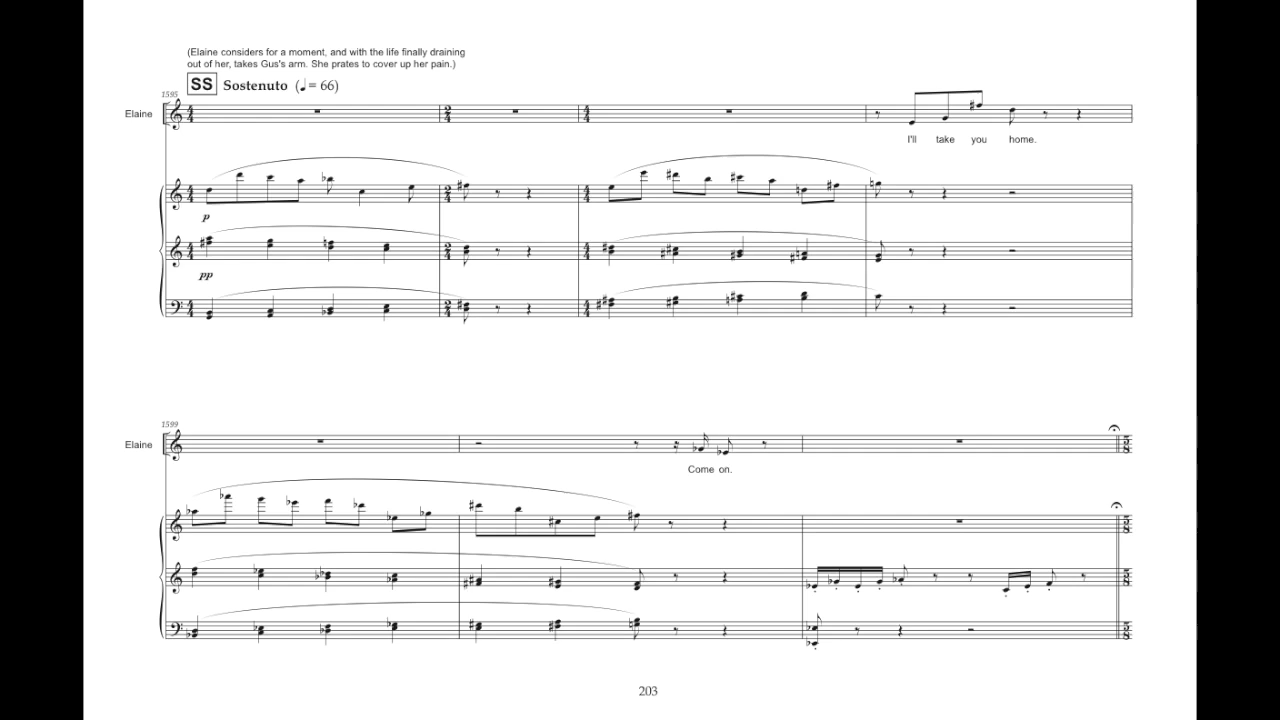 (Elaine considers for a moment, and with the life finally draining
out of her, takes Gus's arm. She prates to cover up her pain.)
SS Sostenuto (♩ = 66)
1595
Elaine
I'll take you home.
p
pp
1599
Elaine
Come on.
203